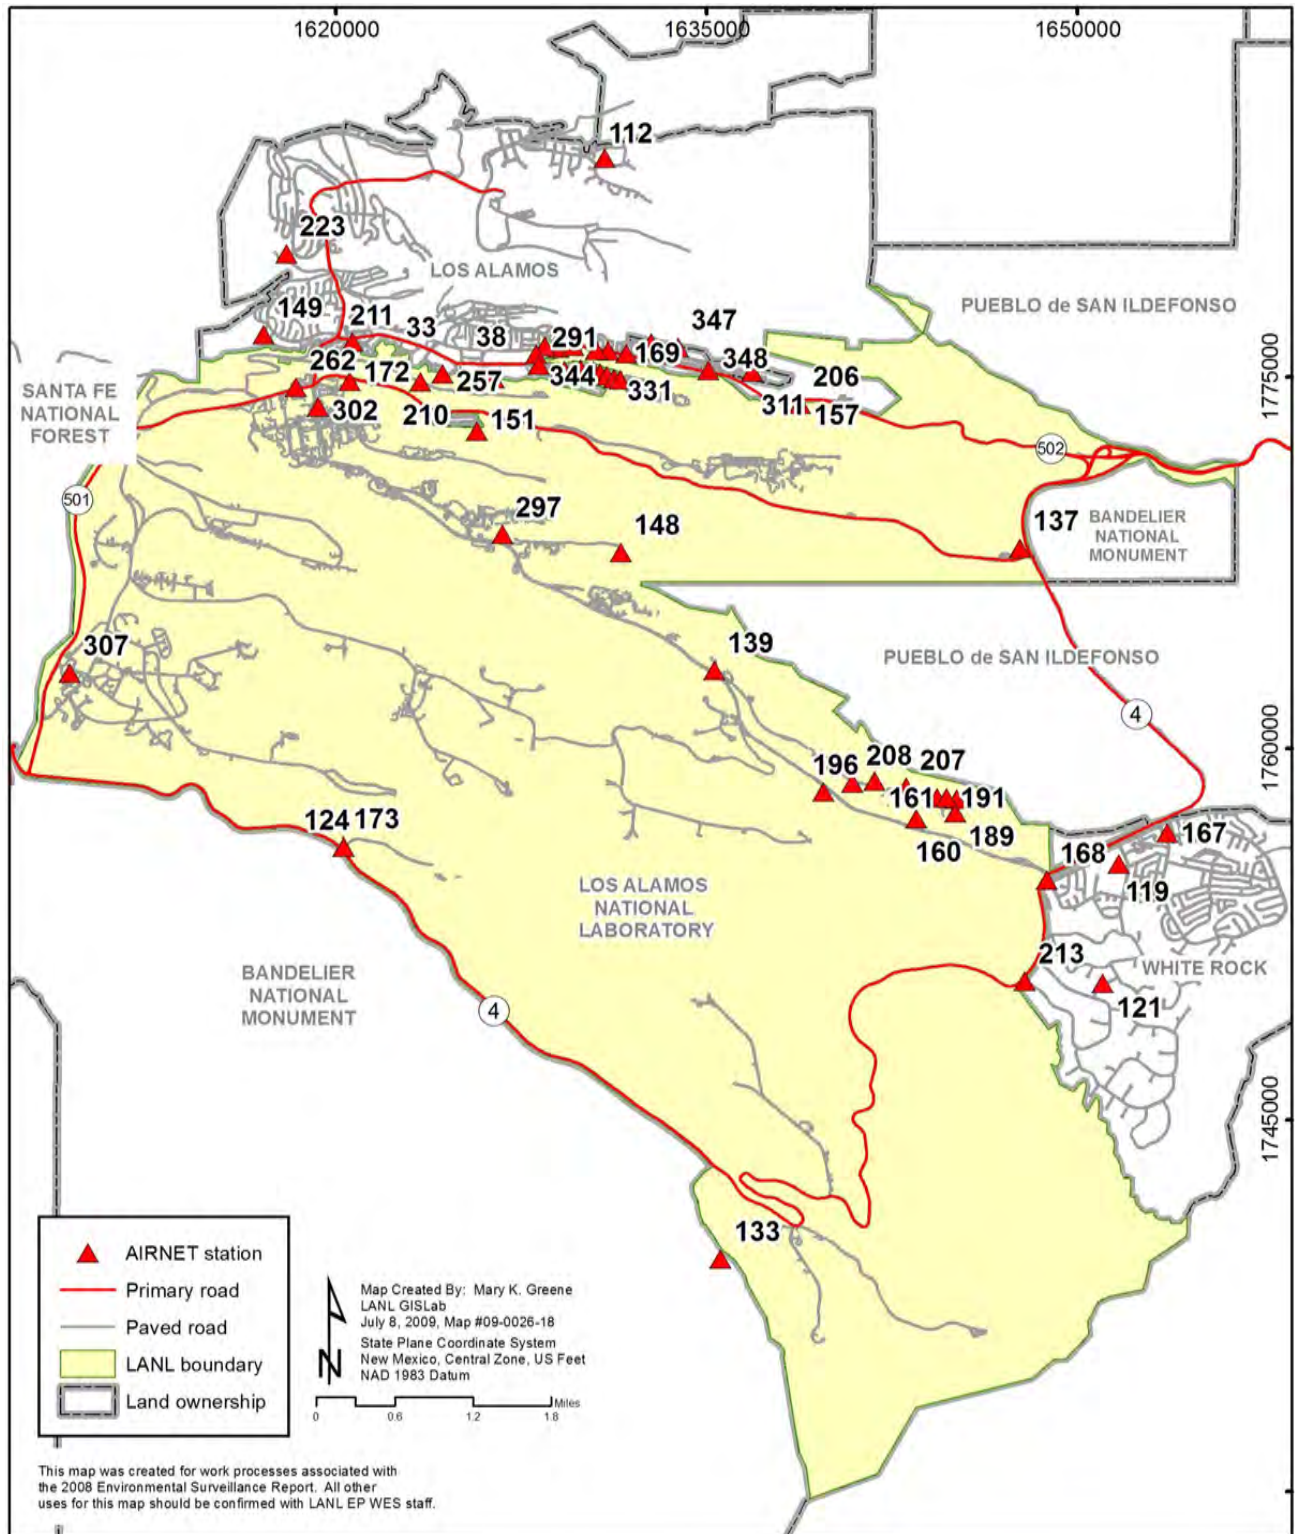 1620000
1635000
1650000
112
223
LOS ALAMOS
PUEBLO de SAN ILDEFONSO
149
211
33
38
291
347
262
172
169
348
1775000
SANTA FE
NATIONAL
FOREST
257
344
331
206
302
210
151
311
157
502
501
297
148
137
BANDELIER
NATIONAL
MONUMENT
307
139
PUEBLO de SAN ILDEFONSO
4
1760000
196
208
207
161
191
124
173
160
189
168
167
119
LOS ALAMOS
NATIONAL
LABORATORY
213
WHITE ROCK
BANDELIER
NATIONAL
MONUMENT
121
4
1745000
133
AIRNET station
Primary road
Paved road
LANL boundary
Land ownership
Map Created By: Mary K. Greene
LANL GISLab
July 8, 2009, Map #09-0026-18
State Plane Coordinate System
New Mexico, Central Zone, US Feet
NAD 1983 Datum
N
Miles
0 0.6 1.2 1.8
This map was created for work processes associated with
the 2008 Environmental Surveillance Report. All other
uses for this map should be confirmed with LANL EP WES staff.